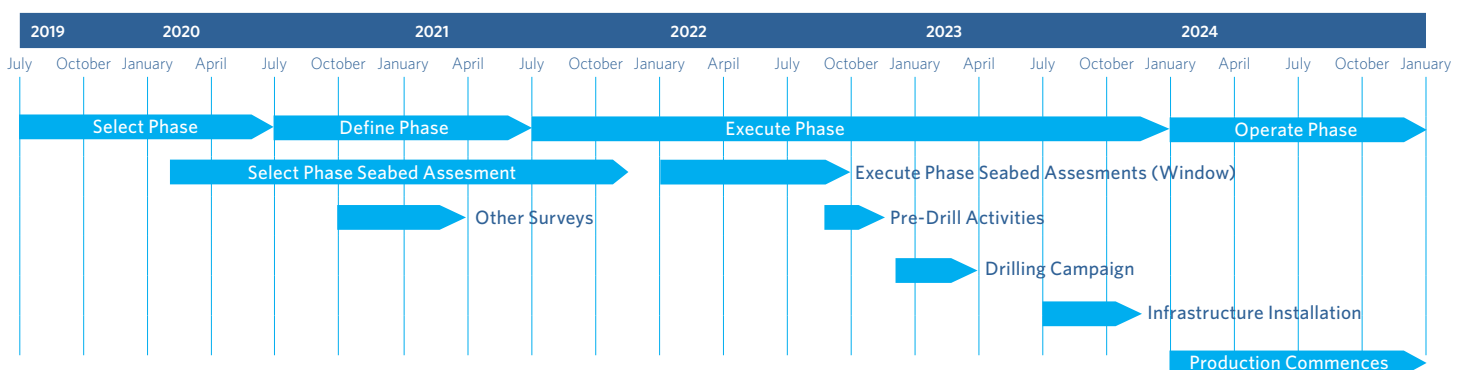 2019 2020 2021 2022 2023 2024
July October January April July October January April July October January April July October January April July October January April July October January
Select Phase Define Phase Execute Phase Operate Phase
Select Phase Seabed Assesment Execute Phase Seabed Assesments (Window)
Other Surveys Pre-Drill Activities
Drilling Campaign
Infrastructure Installation
Production Commences